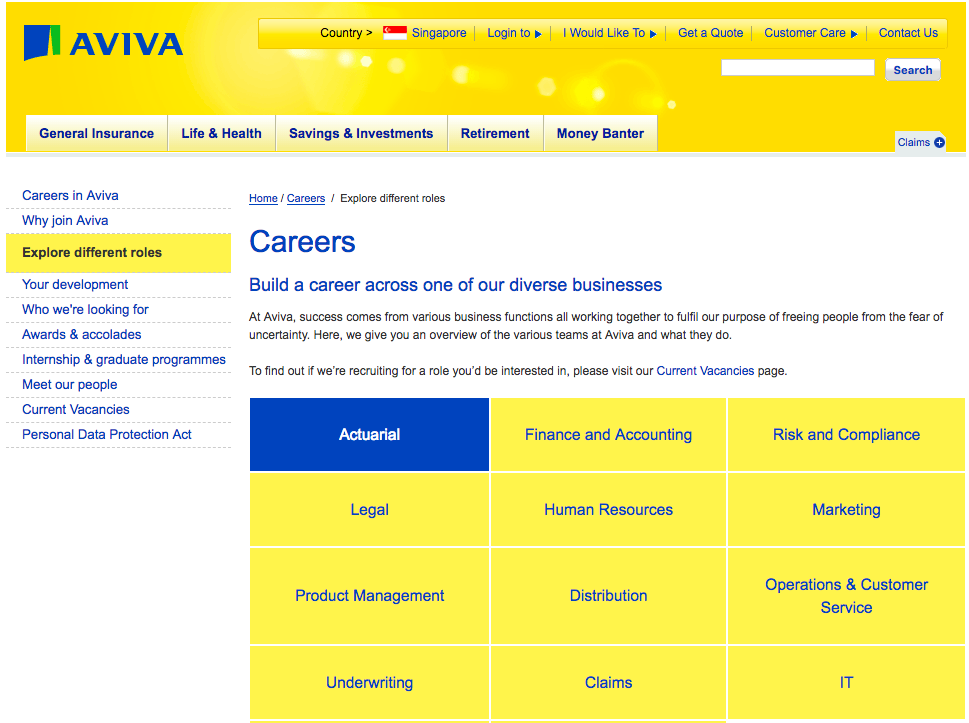 AVIVA
Country > Singapore Login to I Would Like To Get a Quote Customer Care Contact Us
Search
General Insurance Life & Health Savings & Investments Retirement Money Banter
Claims
Careers in Aviva
Why join Aviva
Explore different roles
Your development
Who we're looking for
Awards & accolades
Internship & graduate programmes
Meet our people
Current Vacancies
Personal Data Protection Act
Home / Careers / Explore different roles
Careers
Build a career across one of our diverse businesses
At Aviva, success comes from various business functions all working together to fulfil our purpose of freeing people from the fear of
uncertainty. Here, we give you an overview of the various teams at Aviva and what they do.
To find out if we're recruiting for a role you'd be interested in, please visit our Current Vacancies page.
Actuarial Finance and Accounting Risk and Compliance
Legal Human Resources Marketing
Product Management Distribution Operations & Customer
Service
Underwriting Claims IT